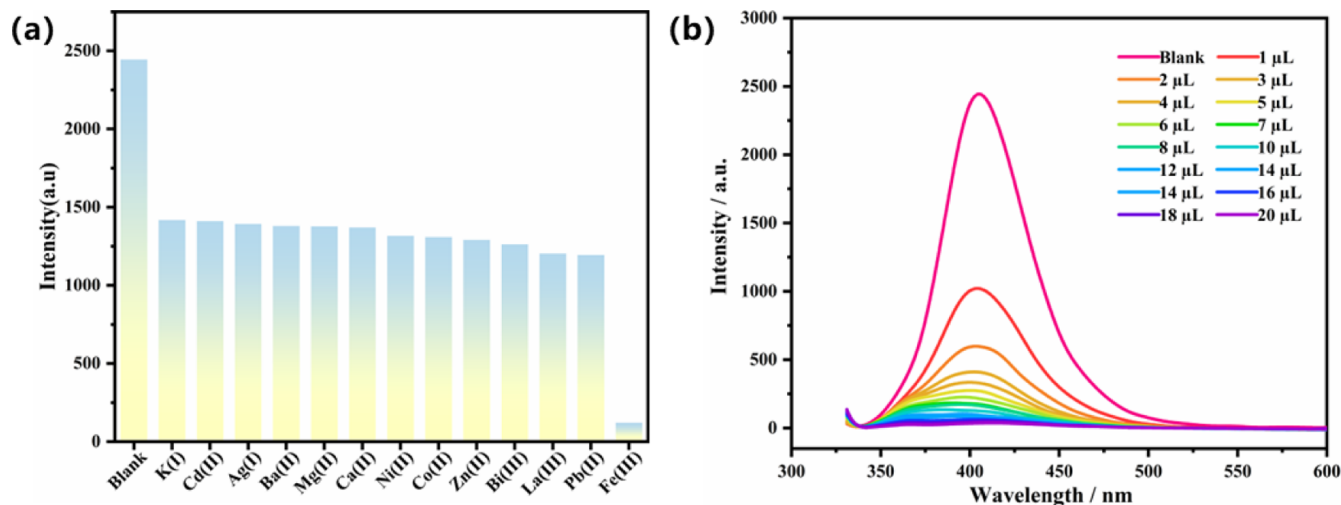 (a)
Intensity(a.u)
2500
2000
1500
1000
500
0
Blank
K(I)
Cd(II)
Ag(I)
Ba(II)
Mg(II)
Ca(II)
Ni(II)
Co(II)
Zn(II)
Bi(III)
La(III)
Pb(II)
Fe(III)
(b)
Intensity / a.u.
3000
2500
2000
1500
1000
500
0
Blank 1 µL
2 µL 3 µL
4 µL 5 µL
6 µL 7 µL
8 µL 10 µL
12 µL 14 µL
14 µL 16 µL
18 µL 20 µL
300 350 400 450 500 550 600
Wavelength / nm